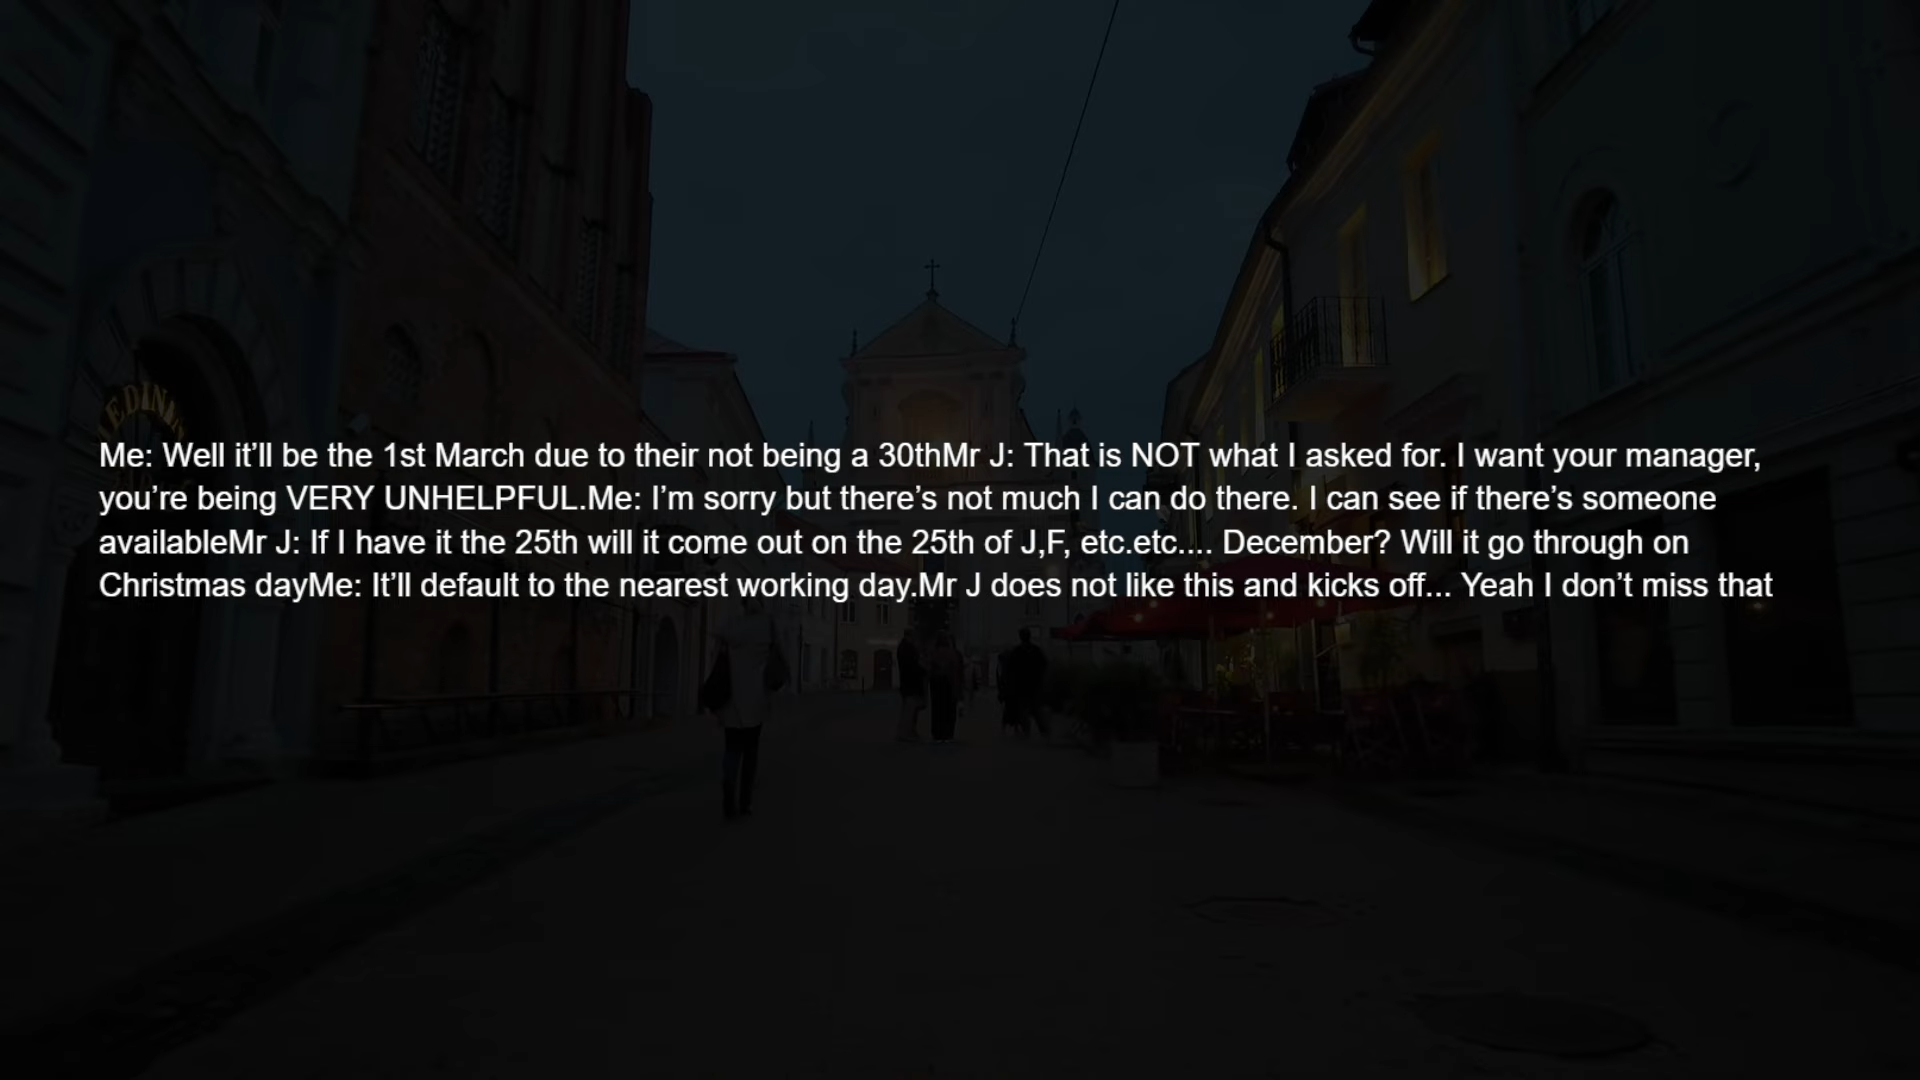 EDIN
Me: Well it’ll be the 1st March due to their not being a 30thMr J: That is NOT what I asked for. I want your manager,
you’re being VERY UNHELPFUL.Me: I’m sorry but there’s not much I can do there. I can see if there’s someone
availableMr J: If I have it the 25th will it come out on the 25th of J,F, etc.etc.... December? Will it go through on
Christmas dayMe: It’ll default to the nearest working day.Mr J does not like this and kicks off... Yeah I don’t miss that